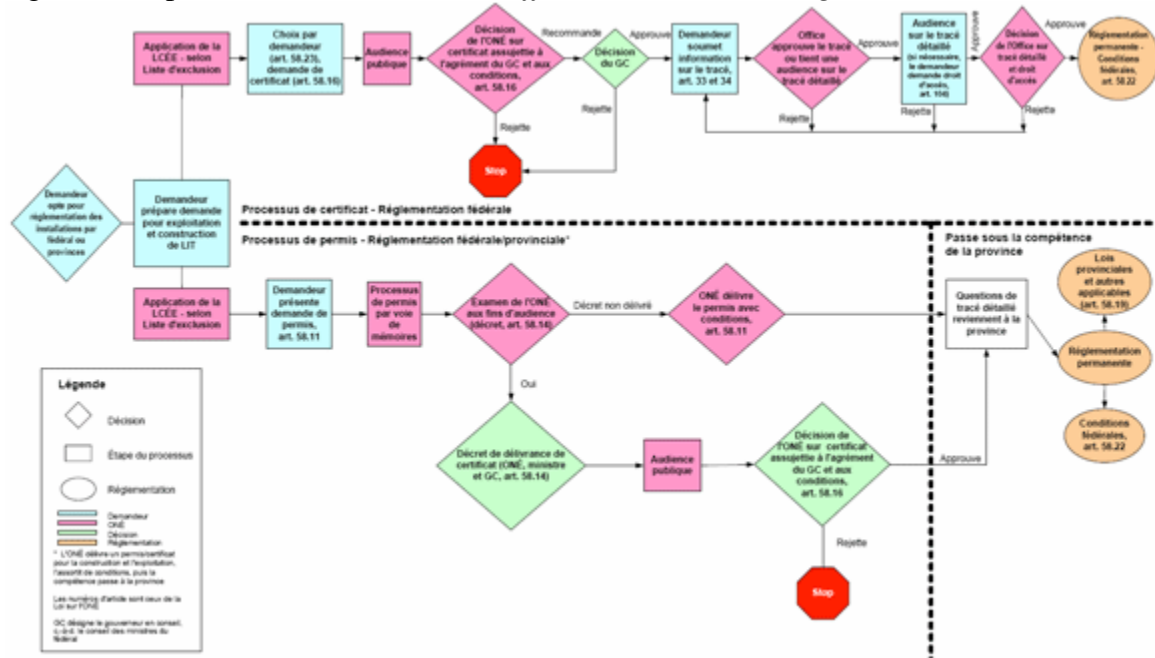 Application de la
LCÉE - selon
Liste d'exclusion
Choix par
demandeur
(art. 58.23),
demande de
certificat (art. 58.16)
Audience
publique
Décision
de l'ONÉ sur
certificat assujettie à
l'agrément du GC et aux
conditions,
art. 58.16
Recommande
Rejette
Décision
du GC
Approuve
Rejette
Stop
Demandeur
soumet
information
sur le tracé,
art. 33 et 34
Office
approuve le tracé
ou tient une
audience sur le
tracé détaillé
Approuve
Rejette
Audience
sur le tracé
détaillé
(si nécessaire,
le demandeur
demande droit
d'accès,
art. 104)
Approuve
Rejette
Décision
de l'Office sur
tracé détaillé
et droit
d'accès
Approuve
Rejette
Réglementation
permanente -
Conditions
fédérales,
art. 58.22
Demandeur
opte pour
réglementation des
installations par
fédéral ou
provinces
Demandeur
prépare demande
pour exploitation
et construction
de LIT
Processus de certificat - Réglementation fédérale
Processus de permis - Réglementation fédérale/provinciale*
Passe sous la compétence
de la province
Application de la
LCÉE - selon
Liste d'exclusion
Demandeur
présente
demande de
permis,
art. 58.11
Processus
de permis
par voie
de
mémoires
Examen de l'ONÉ
aux fins d'audience
(décret, art. 58.14)
Décret non délivré
Oui
ONÉ délivre
le permis avec
conditions,
art. 58.11
Questions de
tracé détaillé
reviennent à la
province
Lois
provinciales
et autres
applicables
(art. 58.19)
Réglementation
permanente
Conditions
fédérales,
art. 58.22
Décret de délivrance de
certificat (ONÉ, ministre
et GC, art. 58.14)
Audience
publique
Décision de
l'ONÉ sur certificat
assujettie à l'agrément
du GC et aux
conditions,
art. 58.16
Approuve
Rejette
Stop
Légende
Décision
Étape du processus
Réglementation
Demandeur
ONÉ
Décision
Réglementation
* L'ONÉ délivre un permis/certificat
pour la construction et l'exploitation,
l'assortit de conditions, puis la
compétence passe à la province
Les numéros d'article sont ceux de la
Loi sur l'ONÉ
GC désigne le gouverneur en conseil,
c.-à-d. le conseil des ministres du
fédéral